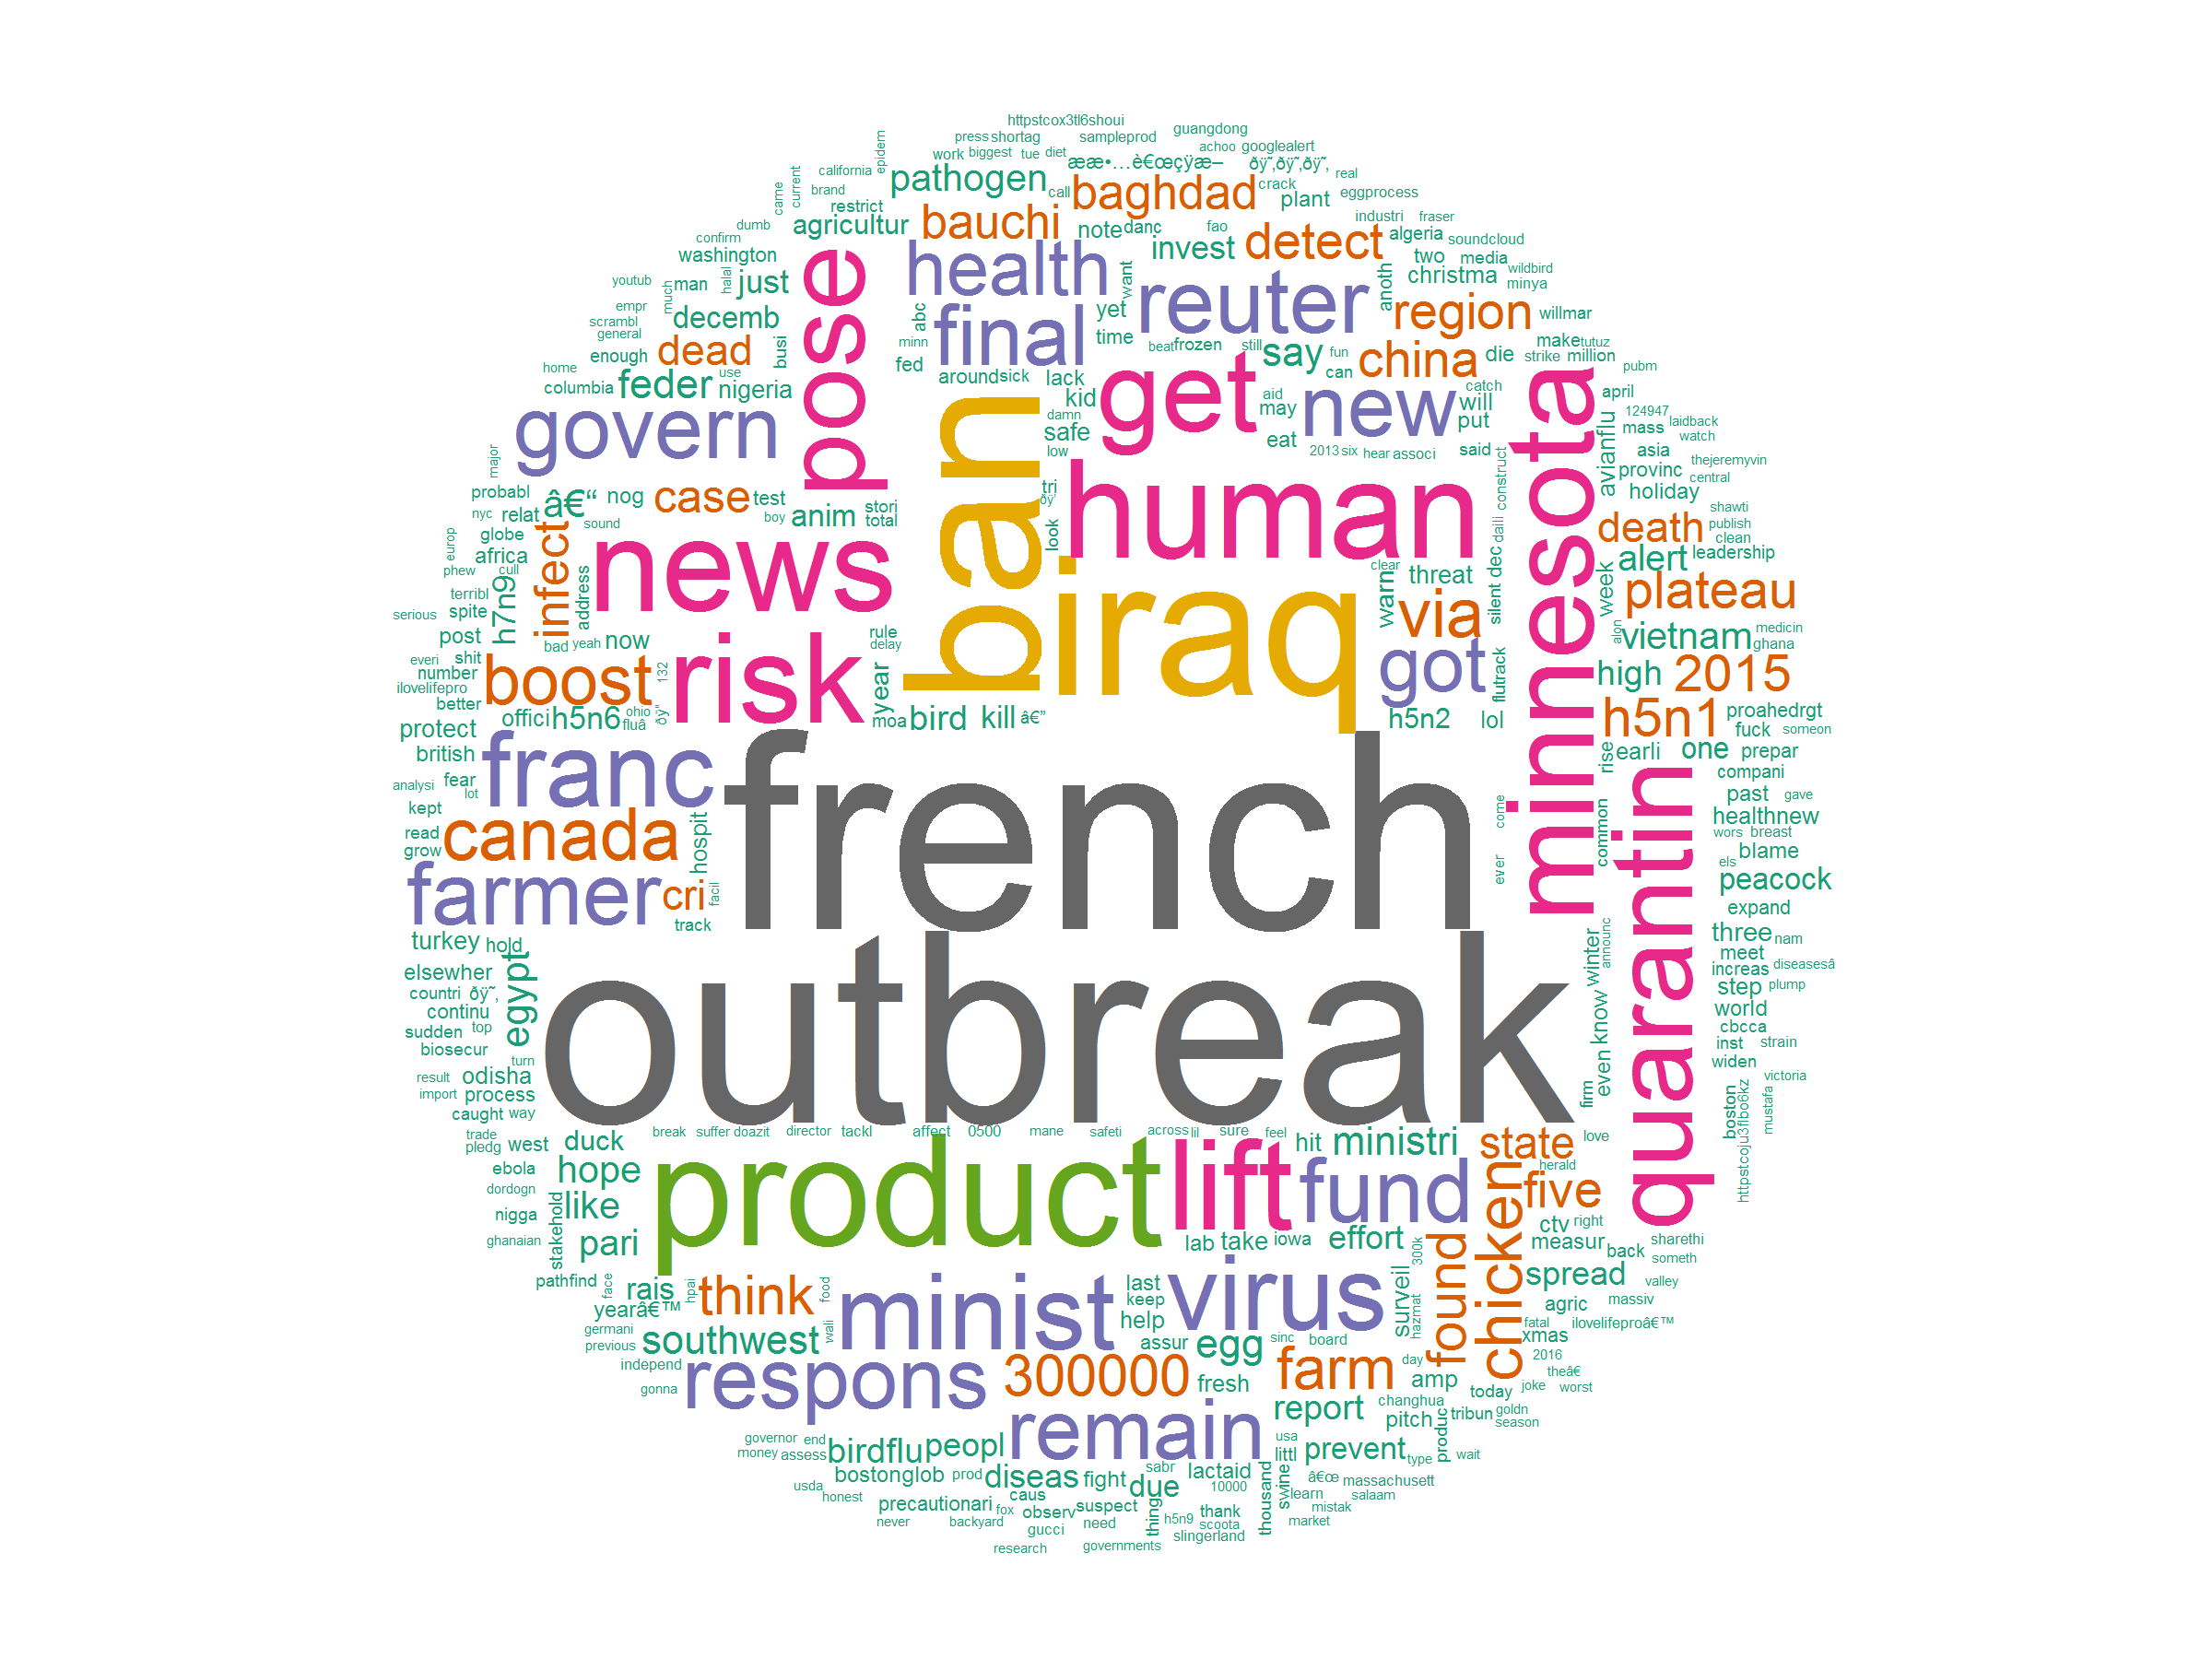 httpstcox3tl6shoui
press shortag sampleprod guangdong
epidem work biggest tue diet æœ•…è€œçÿæ– achoo googlealert
california pathogen call baghdad crack ðÿ˜‚ðÿ˜‚ðÿ˜‚ real
came current brand restrict plant eggprocess
dumb agricultur bauchi note danc fao industri fraser
confirm invest detect algeria soundcloud
washington pose health want two media
youtub man halal just reuter anoth christma wildbird minya
empr much decemb final abc yet region willmar
scrambl general busi minn time say make tutuz
home enough dead fed beat frozen still fun china die strike million pubm
columbia feder use nigeria around sick lack get can catch april
govern ban kid aid may new will 124947 laidback
damn safe eat put avianflu mass watch
major low 2013 six hear associ said asia thejeremyvin
probabl â€“ nog case test stori tri human construct minnesota provinc central
nyc relat sound boy anim total ðÿ˜ holiday shawti
europ globe infect news look daili death publish
phew africa cull clear silent dec alert clean leadership
terribl h7n9 address iraq warn threat week plateau
serious spite via
post bad yeah now rule delay alon vietnam medicin ghana
everi shit risk got flutrack
number boost 132 year high 2015
ilovelifepro better
protect offici h5n6 ohio fluâ ðÿ“ moa bird kill â€” h5n2 lol h5n1 proahedrgt
british rise fuck someon
franc french earli one prepar
analysi fear lot quarantin compani
kept past gave
read canada hospit come common healthnew
grow wors breast
farmer cri facil ever els blame
peacock
track expand
turkey hold outbreak winter announc three nam
elsewher egypt meet
countri ðÿ˜‚ increas diseasesâ
continu step plump
sudden top know world
biosecur cbcca
turn inst strain
result odisha even widen victoria
import process firm
caught way boston httpstcoju3flbo6kz mustafa
trade break suffer doazit director tackl affect 0500 mane safeti across lil sure feel hit ministri state love
pledg west duck
ebola hope product lift fund chicken five herald
dordogn
nigga stakehold like ctv right
ghanaian pari lab take iowa effort 300k found measur back sharethi
someth
pathfind face rais hpai think food minist last virus surveil spread valley
yearâ€™ keep agric massiv
germani southwest wali help hazmat fatal ilovelifeproâ€™
previous assur egg sinc board xmas
independ respons 300000 farm day 2016 theâ€
gonna fresh amp today joke worst
remain report changhua pitch produc tribun goldn season
governor end birdflu peopl usa prevent
money assess littl type wait
bostonglob prod diseas fight sabr lactaid thousand swine â€œ massachusett
usda honest due 10000 learn salaam
precautionari caus suspect thing thank mistak
never backyard fox observ need h5n9 scoota market
gucci slingerland
research governments